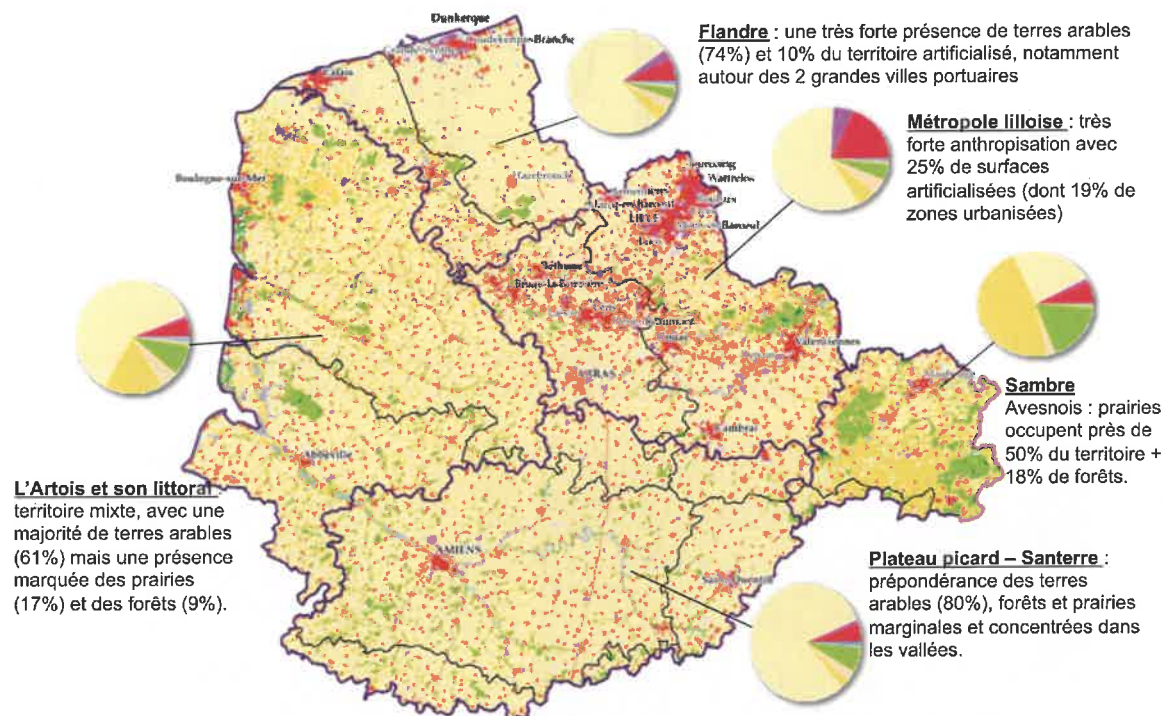 Dunkerque
Flandre : une très forte présence de terres arables
(74%) et 10% du territoire artificialisé, notamment
autour des 2 grandes villes portuaires
Calais
Métropole lilloise : très
forte anthropisation avec
25% de surfaces
artificialisées (dont 19% de
zones urbanisées)
Wattrelos
Boulogne-sur-Mer
Hazebrouck
LILLE
Béthune
Valenciennes
ARRAS
Cambrai
Sambre
Avesnois : prairies
occupent près de
50% du territoire +
18% de forêts.
Abbeville
L'Artois et son littoral :
territoire mixte, avec une
majorité de terres arables
(61%) mais une présence
marquée des prairies
(17%) et des forêts (9%).
AMIENS
Saint-Quentin
Plateau picard – Santerre :
prépondérance des terres
arables (80%), forêts et prairies
marginales et concentrées dans
les vallées.